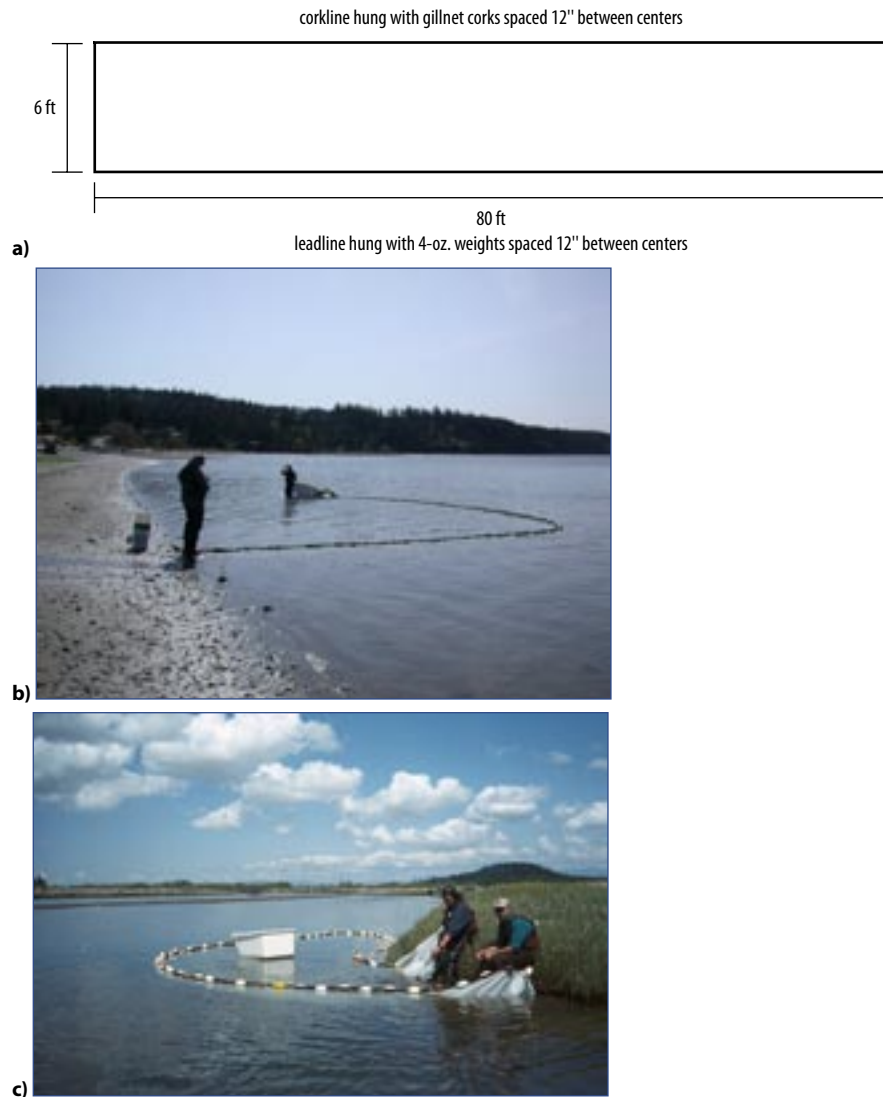 corkline hung with gillnet corks spaced 12" between centers
6 ft
80 ft
a)
leadline hung with 4-oz. weights spaced 12" between centers
b)
c)